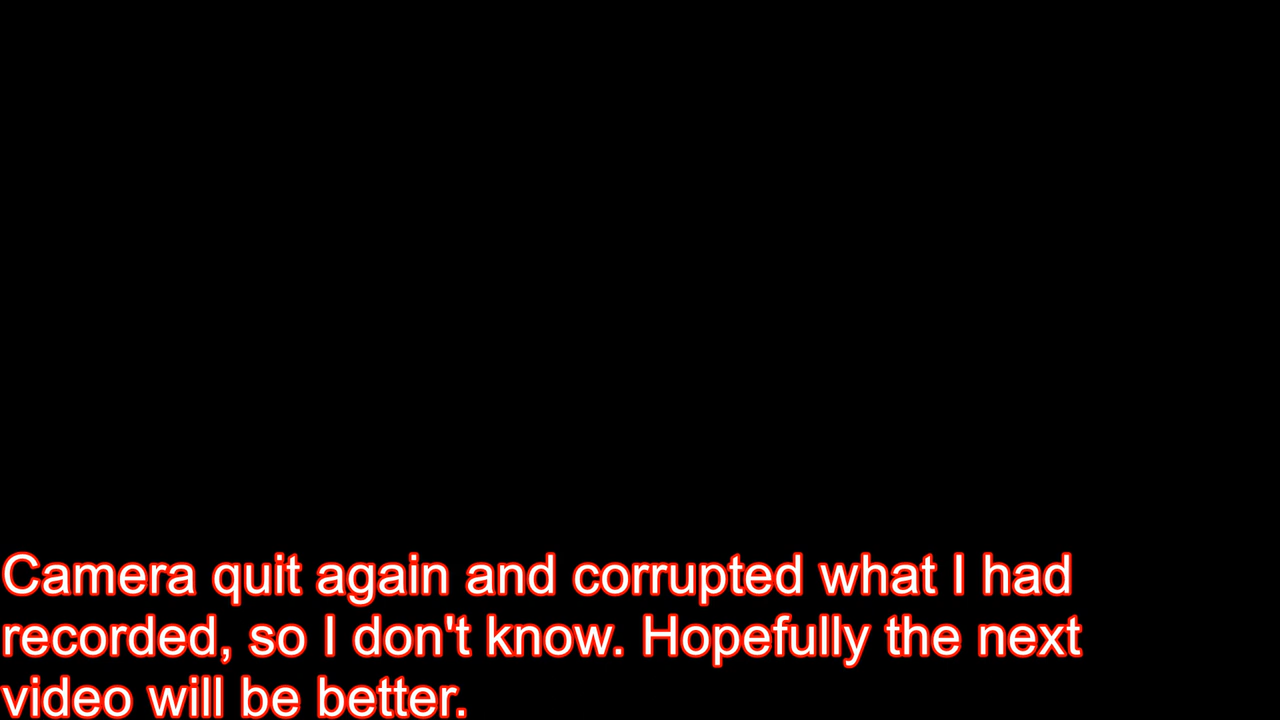 Camera quit again and corrupted what I had
recorded, so I don't know. Hopefully the next
video will be better.